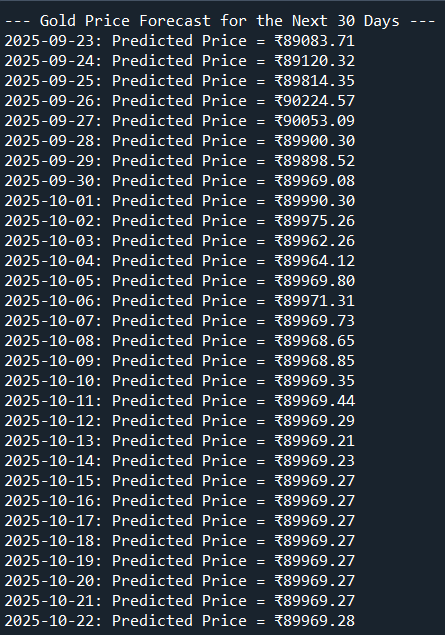 --- Gold Price Forecast for the Next 30 Days ---
2025-09-23: Predicted Price = ₹89083.71
2025-09-24: Predicted Price = ₹89120.32
2025-09-25: Predicted Price = ₹89814.35
2025-09-26: Predicted Price = ₹90224.57
2025-09-27: Predicted Price = ₹90053.09
2025-09-28: Predicted Price = ₹89900.30
2025-09-29: Predicted Price = ₹89898.52
2025-09-30: Predicted Price = ₹89969.08
2025-10-01: Predicted Price = ₹89990.30
2025-10-02: Predicted Price = ₹89975.26
2025-10-03: Predicted Price = ₹89962.26
2025-10-04: Predicted Price = ₹89964.12
2025-10-05: Predicted Price = ₹89969.80
2025-10-06: Predicted Price = ₹89971.31
2025-10-07: Predicted Price = ₹89969.73
2025-10-08: Predicted Price = ₹89968.65
2025-10-09: Predicted Price = ₹89968.85
2025-10-10: Predicted Price = ₹89969.35
2025-10-11: Predicted Price = ₹89969.44
2025-10-12: Predicted Price = ₹89969.29
2025-10-13: Predicted Price = ₹89969.21
2025-10-14: Predicted Price = ₹89969.23
2025-10-15: Predicted Price = ₹89969.27
2025-10-16: Predicted Price = ₹89969.27
2025-10-17: Predicted Price = ₹89969.27
2025-10-18: Predicted Price = ₹89969.27
2025-10-19: Predicted Price = ₹89969.27
2025-10-20: Predicted Price = ₹89969.27
2025-10-21: Predicted Price = ₹89969.27
2025-10-22: Predicted Price = ₹89969.28